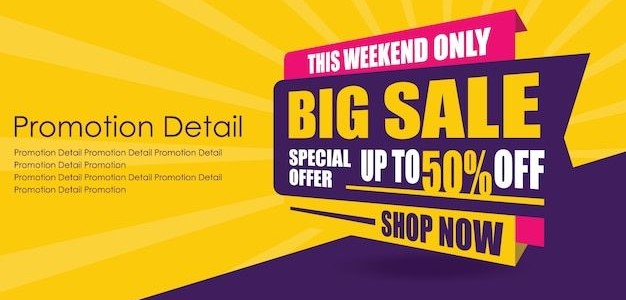 Promotion Detail
Promotion Detail Promotion Detail Promotion Detail
Promotion Detail Promotion
Promotion Detail Promotion Detail Promotion Detail
Promotion Detail Promotion
THIS WEEKEND ONLY
BIG SALE
SPECIAL OFFER UP TO 50% OFF
SHOP NOW